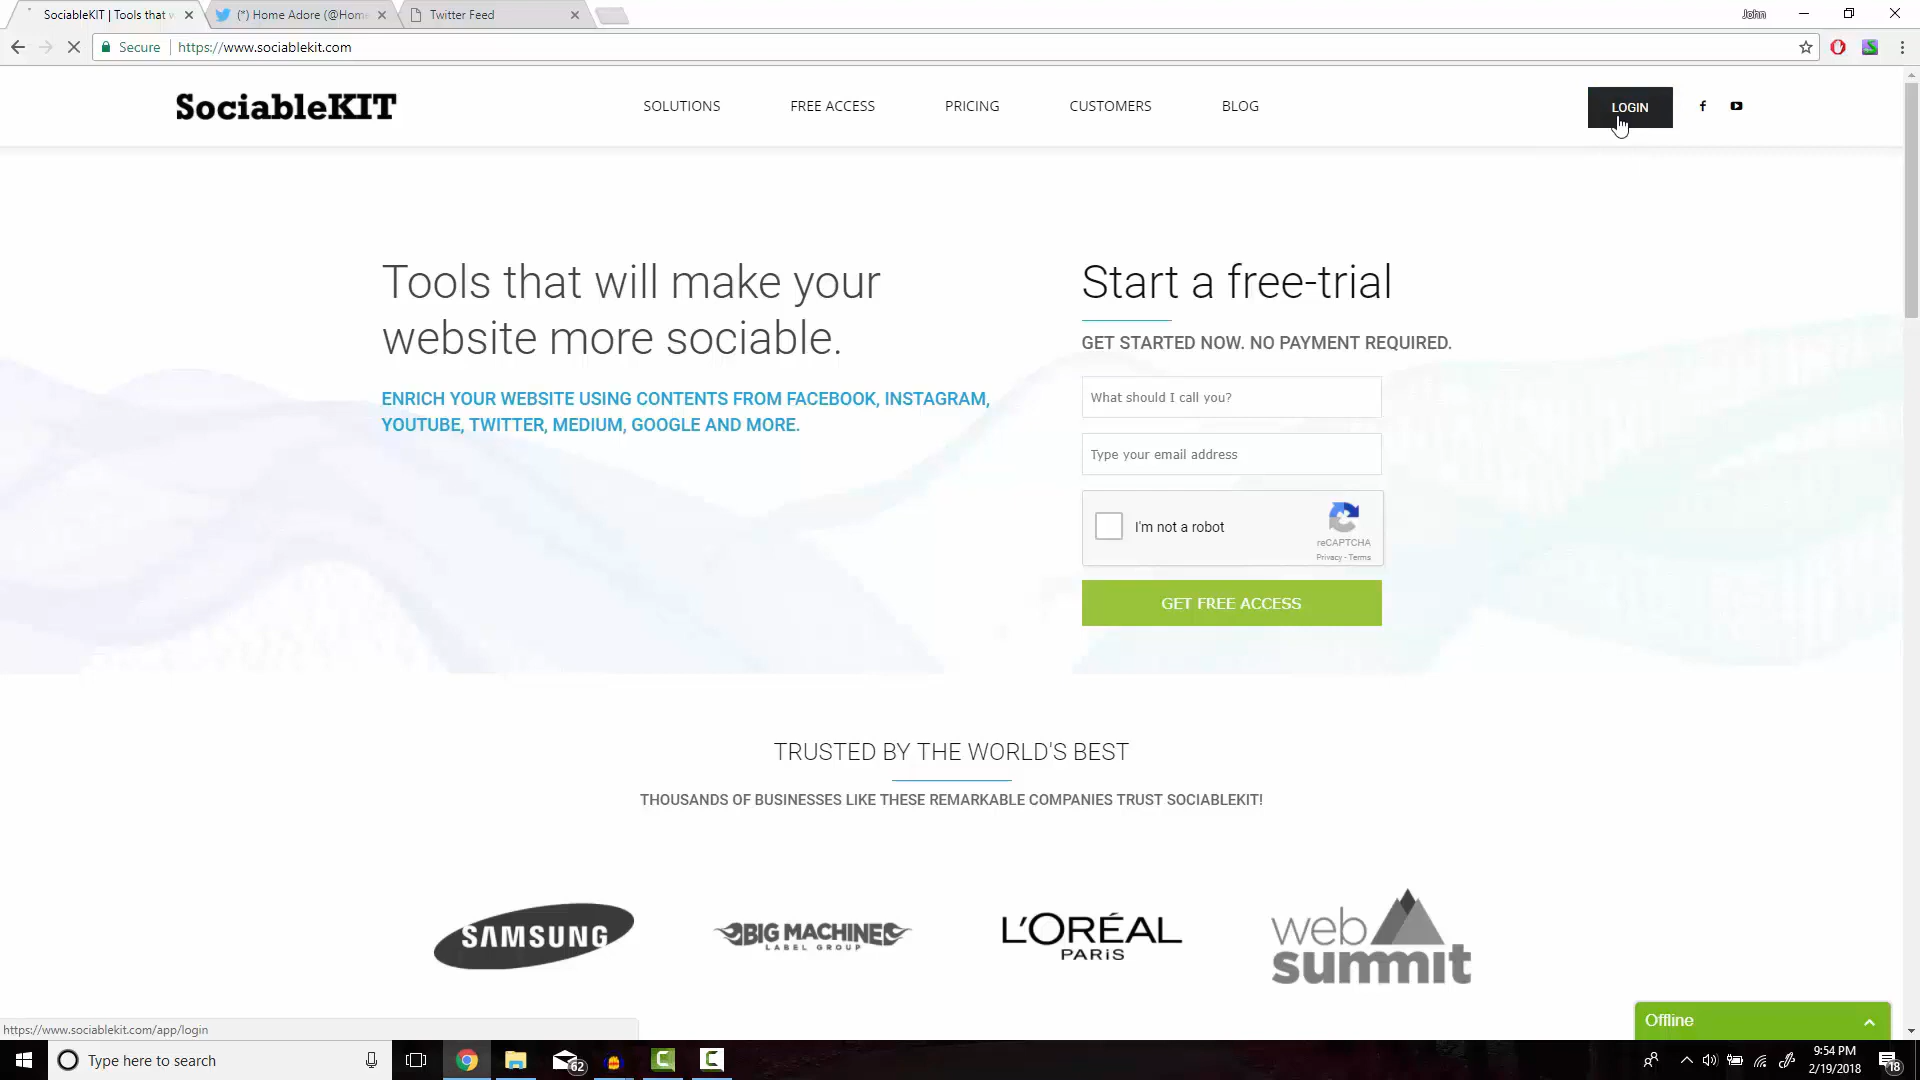 SociableKIT | Tools that w
(*) Home Adore (@Hom
Twitter Feed
John
Secure
https://www.sociablekit.com
SociableKIT
SOLUTIONS
FREE ACCESS
PRICING
CUSTOMERS
BLOG
LOGIN
Tools that will make your
website more sociable.
ENRICH YOUR WEBSITE USING CONTENTS FROM FACEBOOK, INSTAGRAM,
YOUTUBE, TWITTER, MEDIUM, GOOGLE AND MORE.
Start a free-trial
GET STARTED NOW. NO PAYMENT REQUIRED.
What should I call you?
Type your email address
I'm not a robot
reCAPTCHA
Privacy - Terms
GET FREE ACCESS
TRUSTED BY THE WORLD'S BEST
THOUSANDS OF BUSINESSES LIKE THESE REMARKABLE COMPANIES TRUST SOCIABLEKIT!
SAMSUNG
BIG MACHINE
LABEL GROUP
L'ORÉAL
PARiS
web
summit
https://www.sociablekit.com/app/login
Offline
Type here to search
62
9:54 PM
2/19/2018
18